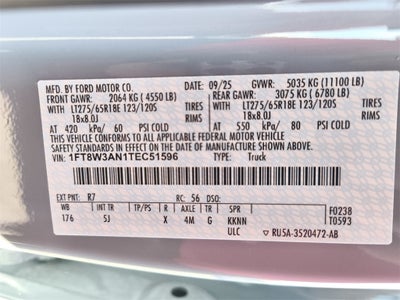 MFD. BY FORD MOTOR CO. 09/25 GVWR: 5035 KG (11100 LB)
FRONT GAWR: 2064 KG (4550 LB) REAR GAWR: 3075 KG (6780 LB)
WITH LT275/65R18E 123/120S TIRES WITH LT275/65R18E 123/120S TIRES
18x8.0J RIMS 18x8.0J RIMS
AT 420 kPa/ 60 PSI COLD AT 550 kPa/ 80 PSI COLD
THIS VEHICLE CONFORMS TO ALL APPLICABLE FEDERAL MOTOR VEHICLE
SAFETY STANDARDS IN EFFECT ON THE DATE OF MANUFACTURE SHOWN ABOVE.
VIN: 1FT8W3AN1TEC51596 TYPE: Truck
EXT PNT: R7 RC: 56 DSO: F0238
WB INT TR TP/PS R AXLE TR SPR T0593
176 5J X 4M G KKNN
ULC RU5A-3520472-AB